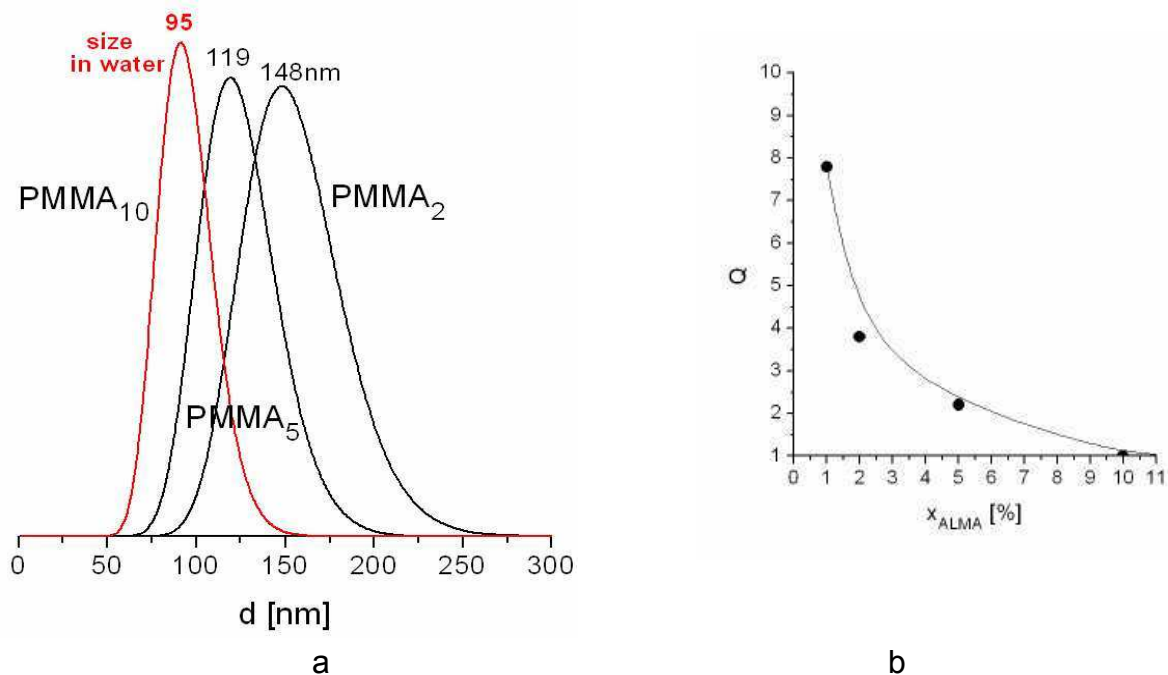 95
size
in water
119
148nm
PMMA10
PMMA2
PMMA5
0 50 100 150 200 250 300
d [nm]
a
10
9
8
7
6
5
4
3
2
1
Q
0 1 2 3 4 5 6 7 8 9 10 11
xALMA [%]
b